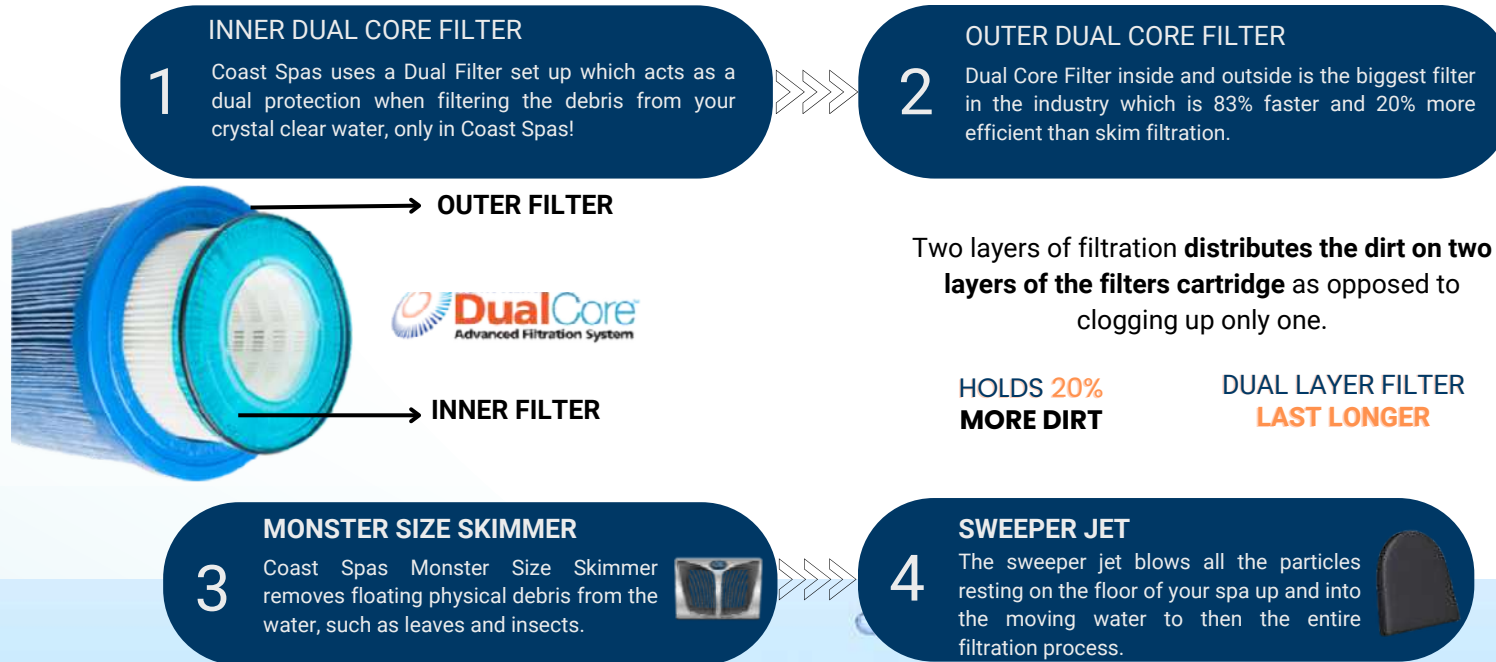 INNER DUAL CORE FILTER
1
Coast Spas uses a Dual Filter set up which acts as a
dual protection when filtering the debris from your
crystal clear water, only in Coast Spas!
OUTER DUAL CORE FILTER
2
Dual Core Filter inside and outside is the biggest filter
in the industry which is 83% faster and 20% more
efficient than skim filtration.
OUTER FILTER
DualCore™
Advanced Filtration System
INNER FILTER
Two layers of filtration distributes the dirt on two
layers of the filters cartridge as opposed to
clogging up only one.
HOLDS 20%
MORE DIRT
DUAL LAYER FILTER
LAST LONGER
MONSTER SIZE SKIMMER
3
Coast Spas Monster Size Skimmer
removes floating physical debris from the
water, such as leaves and insects.
SWEEPER JET
4
The sweeper jet blows all the particles
resting on the floor of your spa up and into
the moving water to then the entire
filtration process.